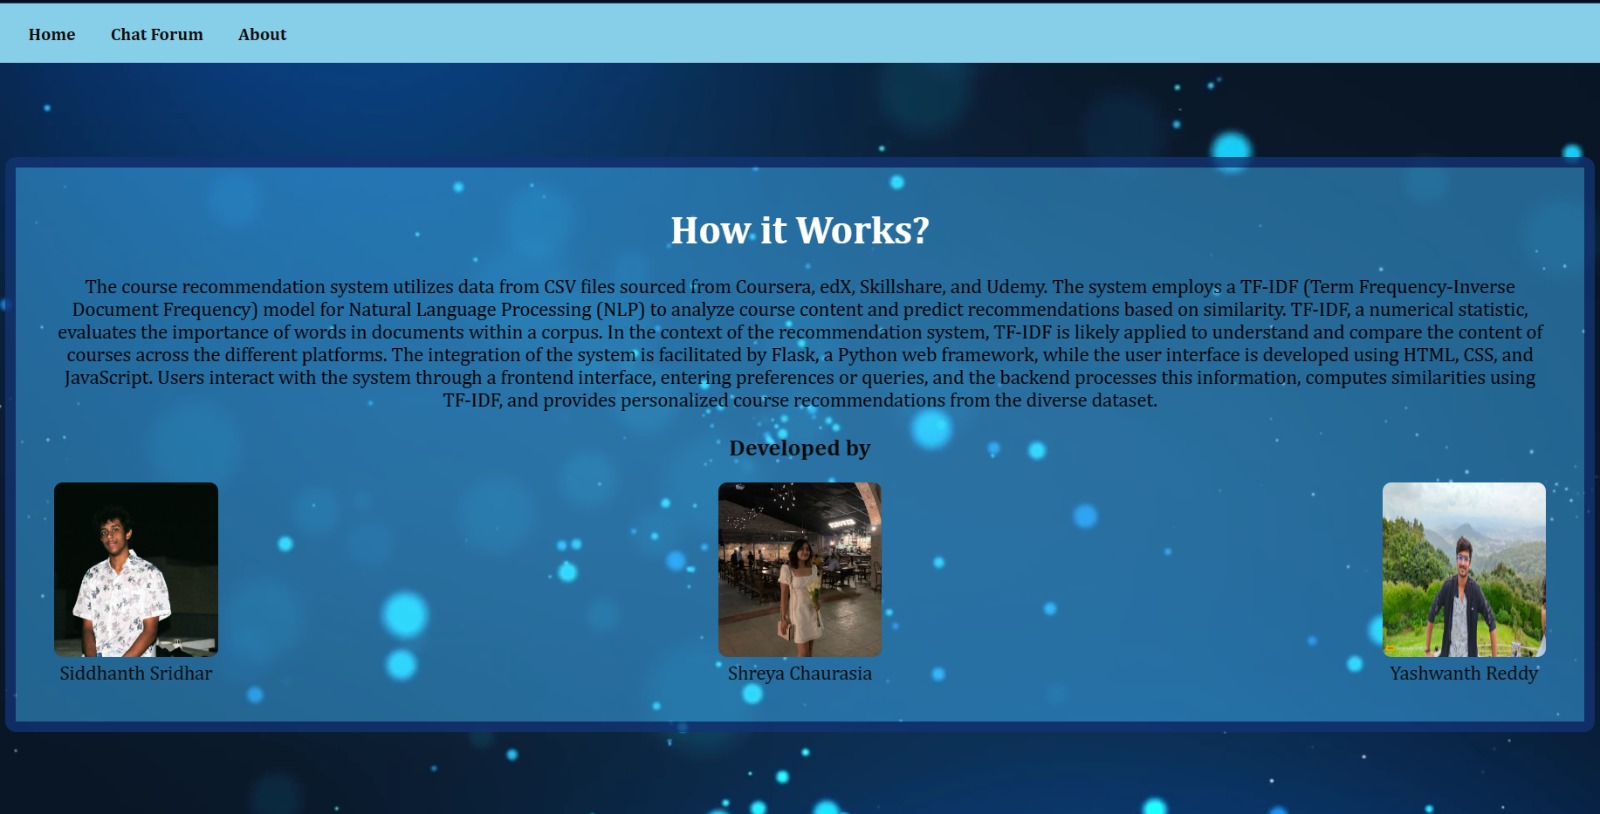 Home Chat Forum About
How it Works?
The course recommendation system utilizes data from CSV files sourced from Coursera, edX, Skillshare, and Udemy. The system employs a TF-IDF (Term Frequency-Inverse
Document Frequency) model for Natural Language Processing (NLP) to analyze course content and predict recommendations based on similarity. TF-IDF, a numerical statistic,
evaluates the importance of words in documents within a corpus. In the context of the recommendation system, TF-IDF is likely applied to understand and compare the content of
courses across the different platforms. The integration of the system is facilitated by Flask, a Python web framework, while the user interface is developed using HTML, CSS, and
JavaScript. Users interact with the system through a frontend interface, entering preferences or queries, and the backend processes this information, computes similarities using
TF-IDF, and provides personalized course recommendations from the diverse dataset.
Developed by
Siddhanth Sridhar
Shreya Chaurasia
Yashwanth Reddy